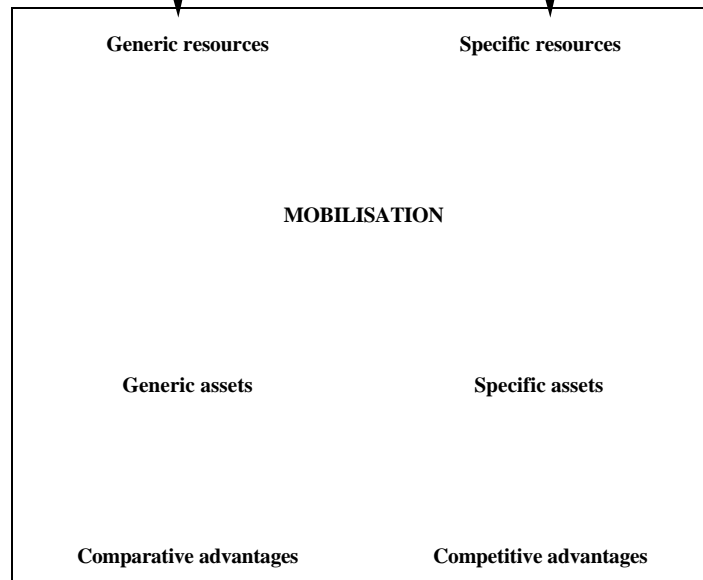 Generic resources Specific resources
MOBILISATION
Generic assets Specific assets
Comparative advantages Competitive advantages